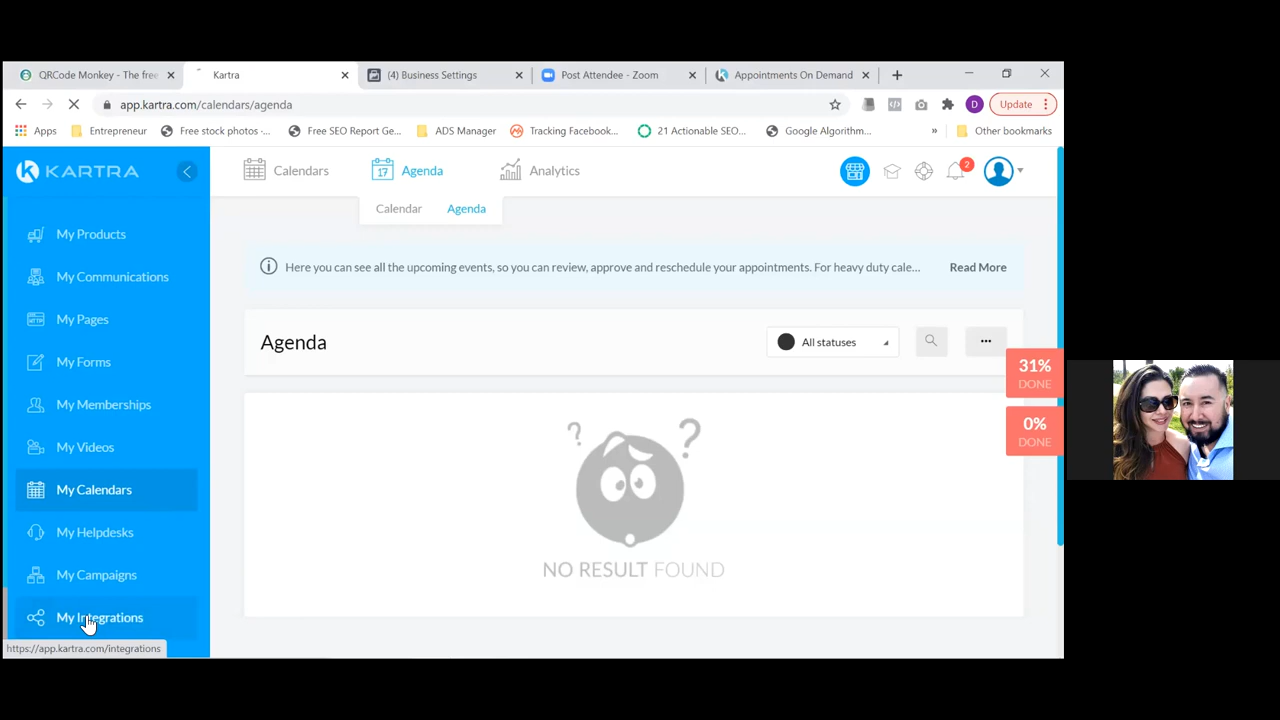 QRCode Monkey - The free
Kartra
(4) Business Settings
Post Attendee - Zoom
Appointments On Demand
app.kartra.com/calendars/agenda
D
Update
Apps
Entrepreneur
Free stock photos -...
Free SEO Report Ge...
ADS Manager
Tracking Facebook...
21 Actionable SEO...
Google Algorithm...
»
Other bookmarks
KARTRA
Calendars
17
Agenda
Analytics
2
Calendar
Agenda
My Products
My Communications
My Pages
My Forms
My Memberships
My Videos
My Calendars
My Helpdesks
My Campaigns
My Integrations
https://app.kartra.com/integrations
Here you can see all the upcoming events, so you can review, approve and reschedule your appointments. For heavy duty cale...
Read More
Agenda
All statuses
31%
DONE
0%
DONE
? ?
NO RESULT FOUND